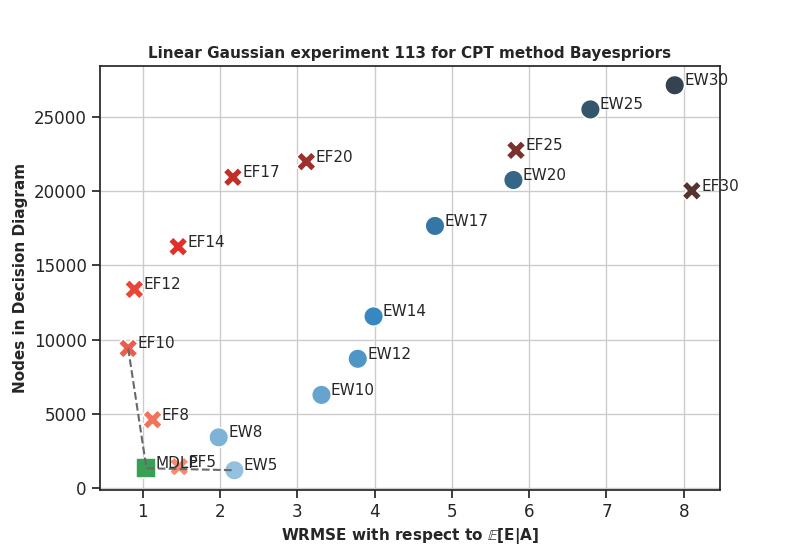 Linear Gaussian experiment 113 for CPT method Bayespriors
Nodes in Decision Diagram
25000
20000
15000
10000
5000
0
EW30
EW25
EF25
EF20
EW20
EF17
EF30
EW17
EF14
EF12
EW14
EF10
EW12
EW10
EF8
EW8
EF5
EW5
1 2 3 4 5 6 7 8
WRMSE with respect to 𝔼[E|A]